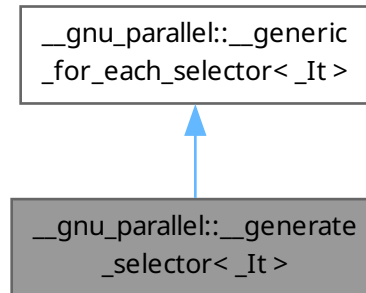 __gnu_parallel::__generic
_for_each_selector< _It >
__gnu_parallel::__generate
_selector< _It >